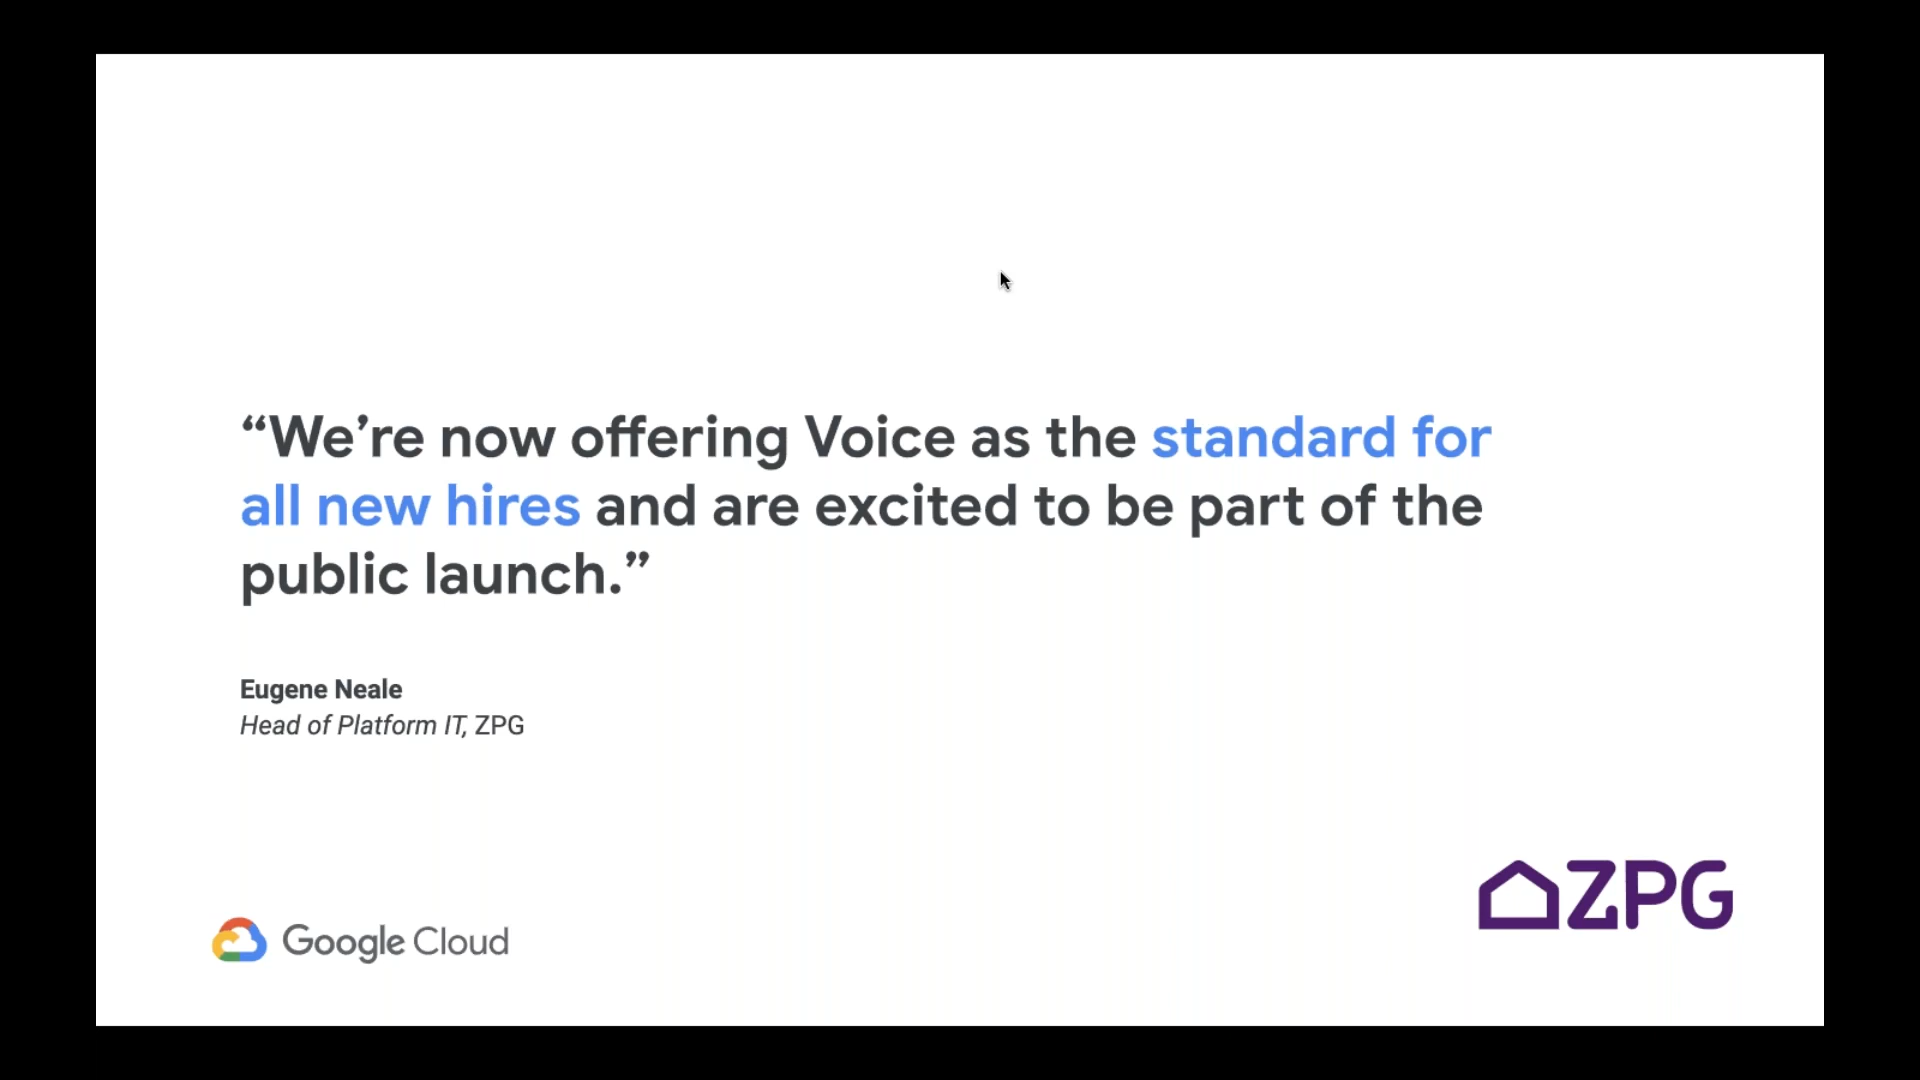 “We’re now offering Voice as the standard for
all new hires and are excited to be part of the
public launch.”
Eugene Neale
Head of Platform IT, ZPG
Google Cloud
ZPG